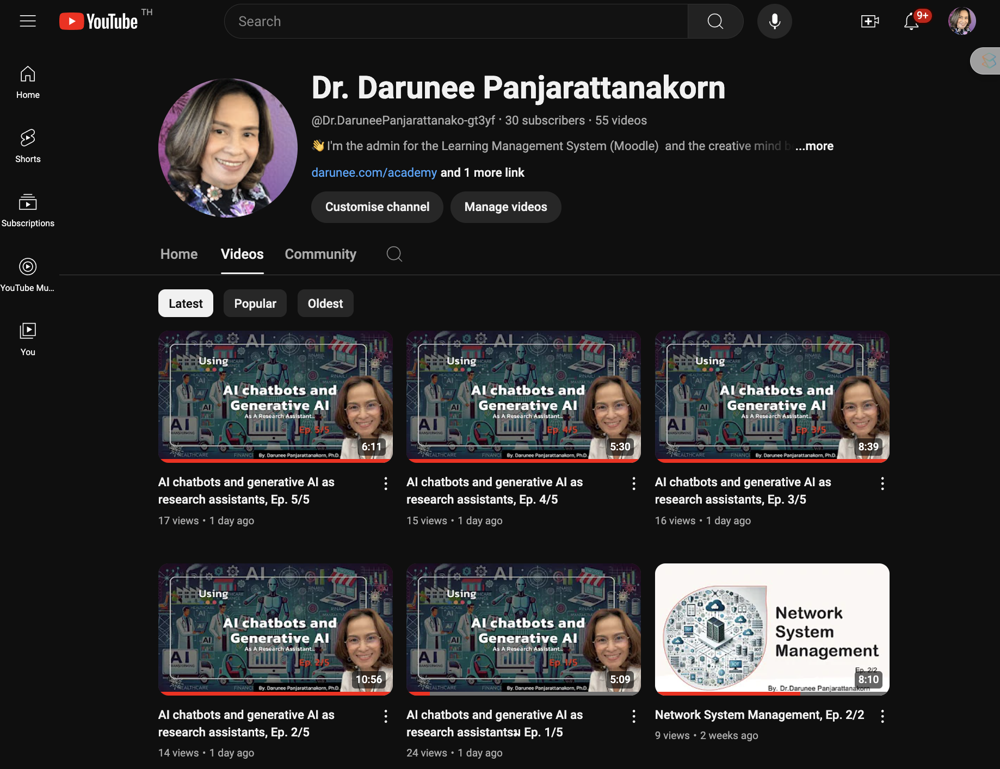 YouTube TH
Search
9+
Home
Shorts
Subscriptions
YouTube Mu...
You
Dr. Darunee Panjarattanakorn
@Dr.DaruneePanjarattanako-gt3yf · 30 subscribers · 55 videos
👋 I'm the admin for the Learning Management System (Moodle) and the creative mind b ...more
darunee.com/academy and 1 more link
Customise channel Manage videos
Home Videos Community
Latest Popular Oldest
AI
Using
AI chatbots and
Generative AI
As A Research Assistant...
Ep. 5/5
AI
HEALTHCARE
By. Darunee Panjarattanakorn, Ph.D.
6:11
AI chatbots and generative AI as
research assistants, Ep. 5/5
17 views • 1 day ago
AI
Using
AI chatbots and
Generative AI
As A Research Assistant...
Ep. 4/5
AI
HEALTHCARE
By. Darunee Panjarattanakorn, Ph.D.
5:30
AI chatbots and generative AI as
research assistants, Ep. 4/5
15 views • 1 day ago
AI
Using
AI chatbots and
Generative AI
As A Research Assistant...
Ep. 3/5
AI
HEALTHCARE
By. Darunee Panjarattanakorn, Ph.D.
8:39
AI chatbots and generative AI as
research assistants, Ep. 3/5
16 views • 1 day ago
AI
Using
AI chatbots and
Generative AI
As A Research Assistant...
Ep. 2/5
AI
HEALTHCARE
By. Darunee Panjarattanakorn, Ph.D.
10:56
AI chatbots and generative AI as
research assistants, Ep. 2/5
14 views • 1 day ago
AI
Using
AI chatbots and
Generative AI
As A Research Assistant...
Ep 1/5
AI
HEALTHCARE
By. Darunee Panjarattanakorn, Ph.D.
5:09
AI chatbots and generative AI as
research assistantsม Ep. 1/5
24 views • 1 day ago
Network
System
Management
Ep. 2/2
IOT
By. Dr.Darunee Panjarattanakorn
8:10
Network System Management, Ep. 2/2
9 views • 2 weeks ago